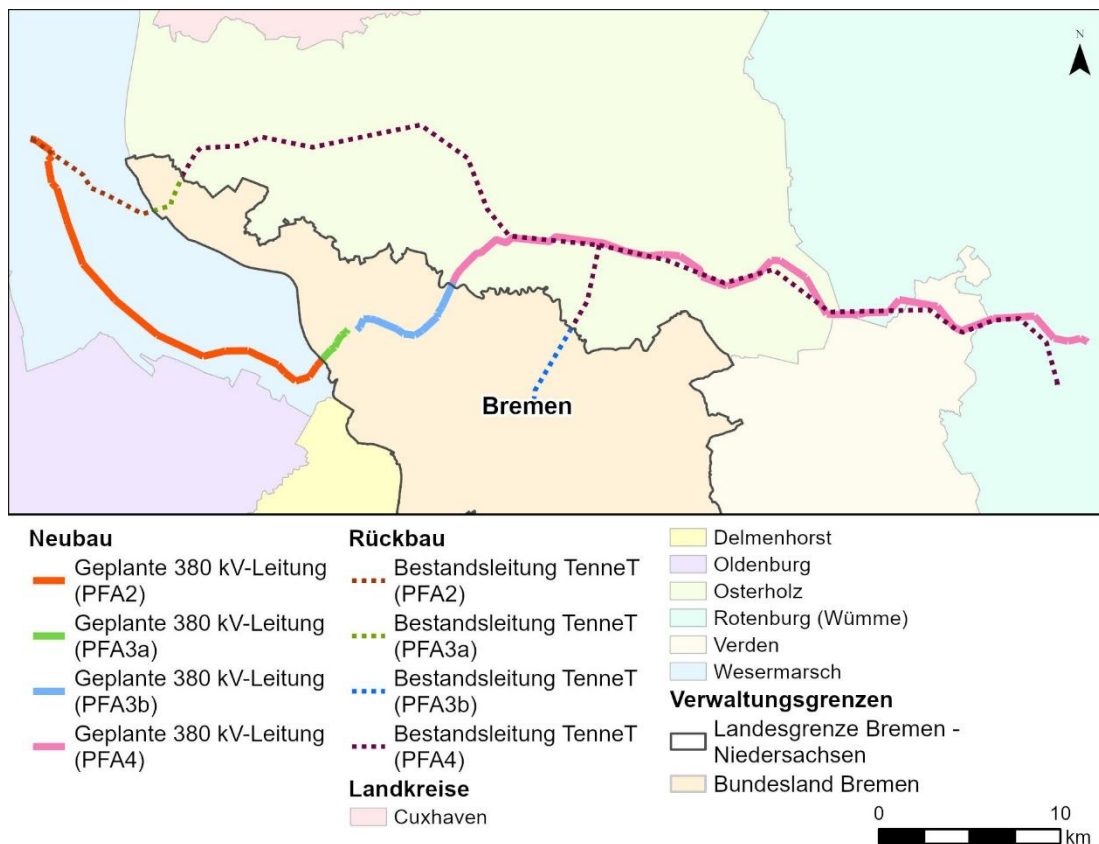 N
Bremen
Neubau
Geplante 380 kV-Leitung
(PFA2)
Geplante 380 kV-Leitung
(PFA3a)
Geplante 380 kV-Leitung
(PFA3b)
Geplante 380 kV-Leitung
(PFA4)
Rückbau
Bestandsleitung TenneT
(PFA2)
Bestandsleitung TenneT
(PFA3a)
Bestandsleitung TenneT
(PFA3b)
Bestandsleitung TenneT
(PFA4)
Landkreise
Cuxhaven
Delmenhorst
Oldenburg
Osterholz
Rotenburg (Wümme)
Verden
Wesermarsch
Verwaltungsgrenzen
Landesgrenze Bremen -
Niedersachsen
Bundesland Bremen
0 10
km